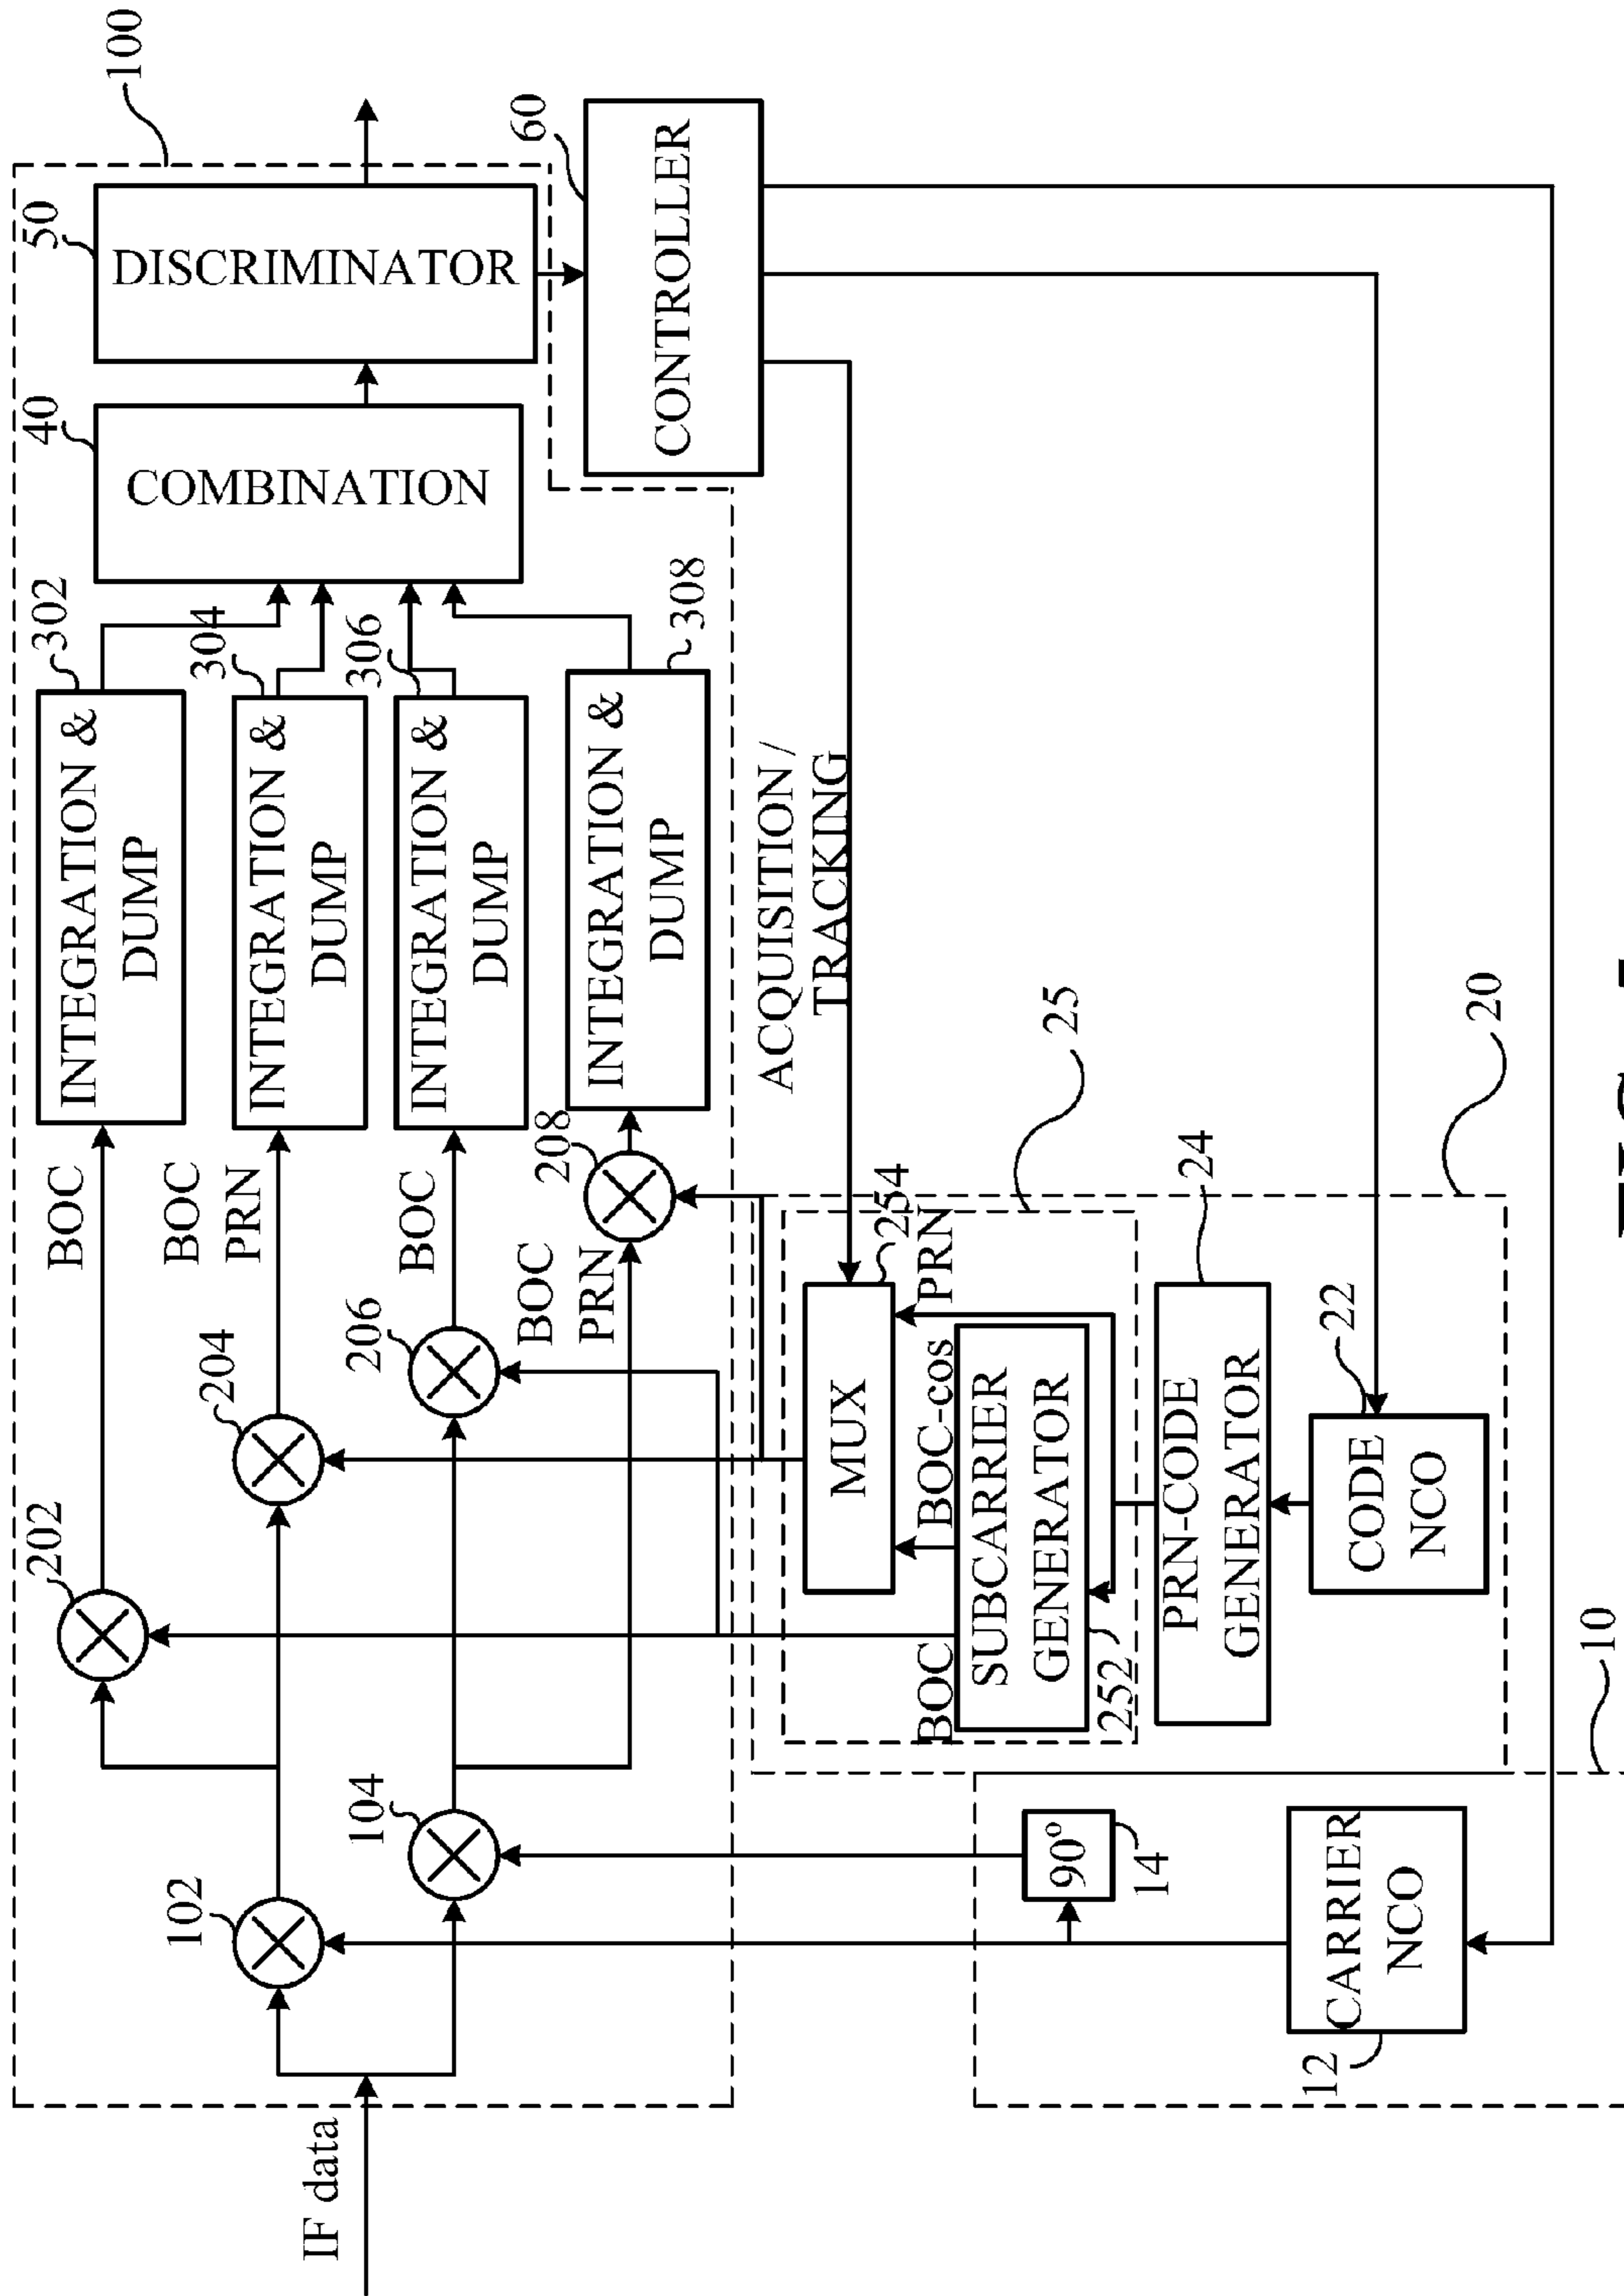 100
50
DISCRIMINATOR
40
COMBINATION
60
CONTROLLER
302
INTEGRATION &
DUMP
304
INTEGRATION &
DUMP
306
INTEGRATION &
DUMP
308
INTEGRATION &
DUMP
BOC
BOC
PRN
BOC
BOC
PRN
202
204
206
208
102
104
IF data
ACQUISITION /
TRACKING
25
20
254
MUX
PRN
BOC-cos
BOC
SUBCARRIER
GENERATOR
252
24
PRN-CODE
GENERATOR
22
CODE
NCO
10
90°
14
CARRIER
NCO
12